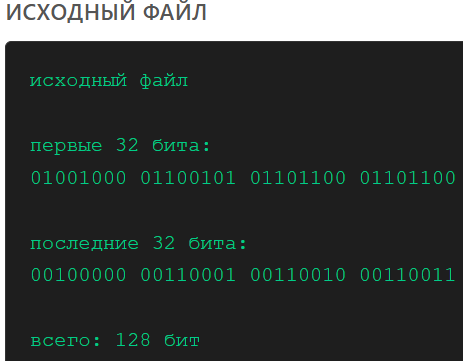 ИСХОДНЫЙ ФАЙЛ
исходный файл
первые 32 бита:
01001000 01100101 01101100 01101100
последние 32 бита:
00100000 00110001 00110010 00110011
всего: 128 бит